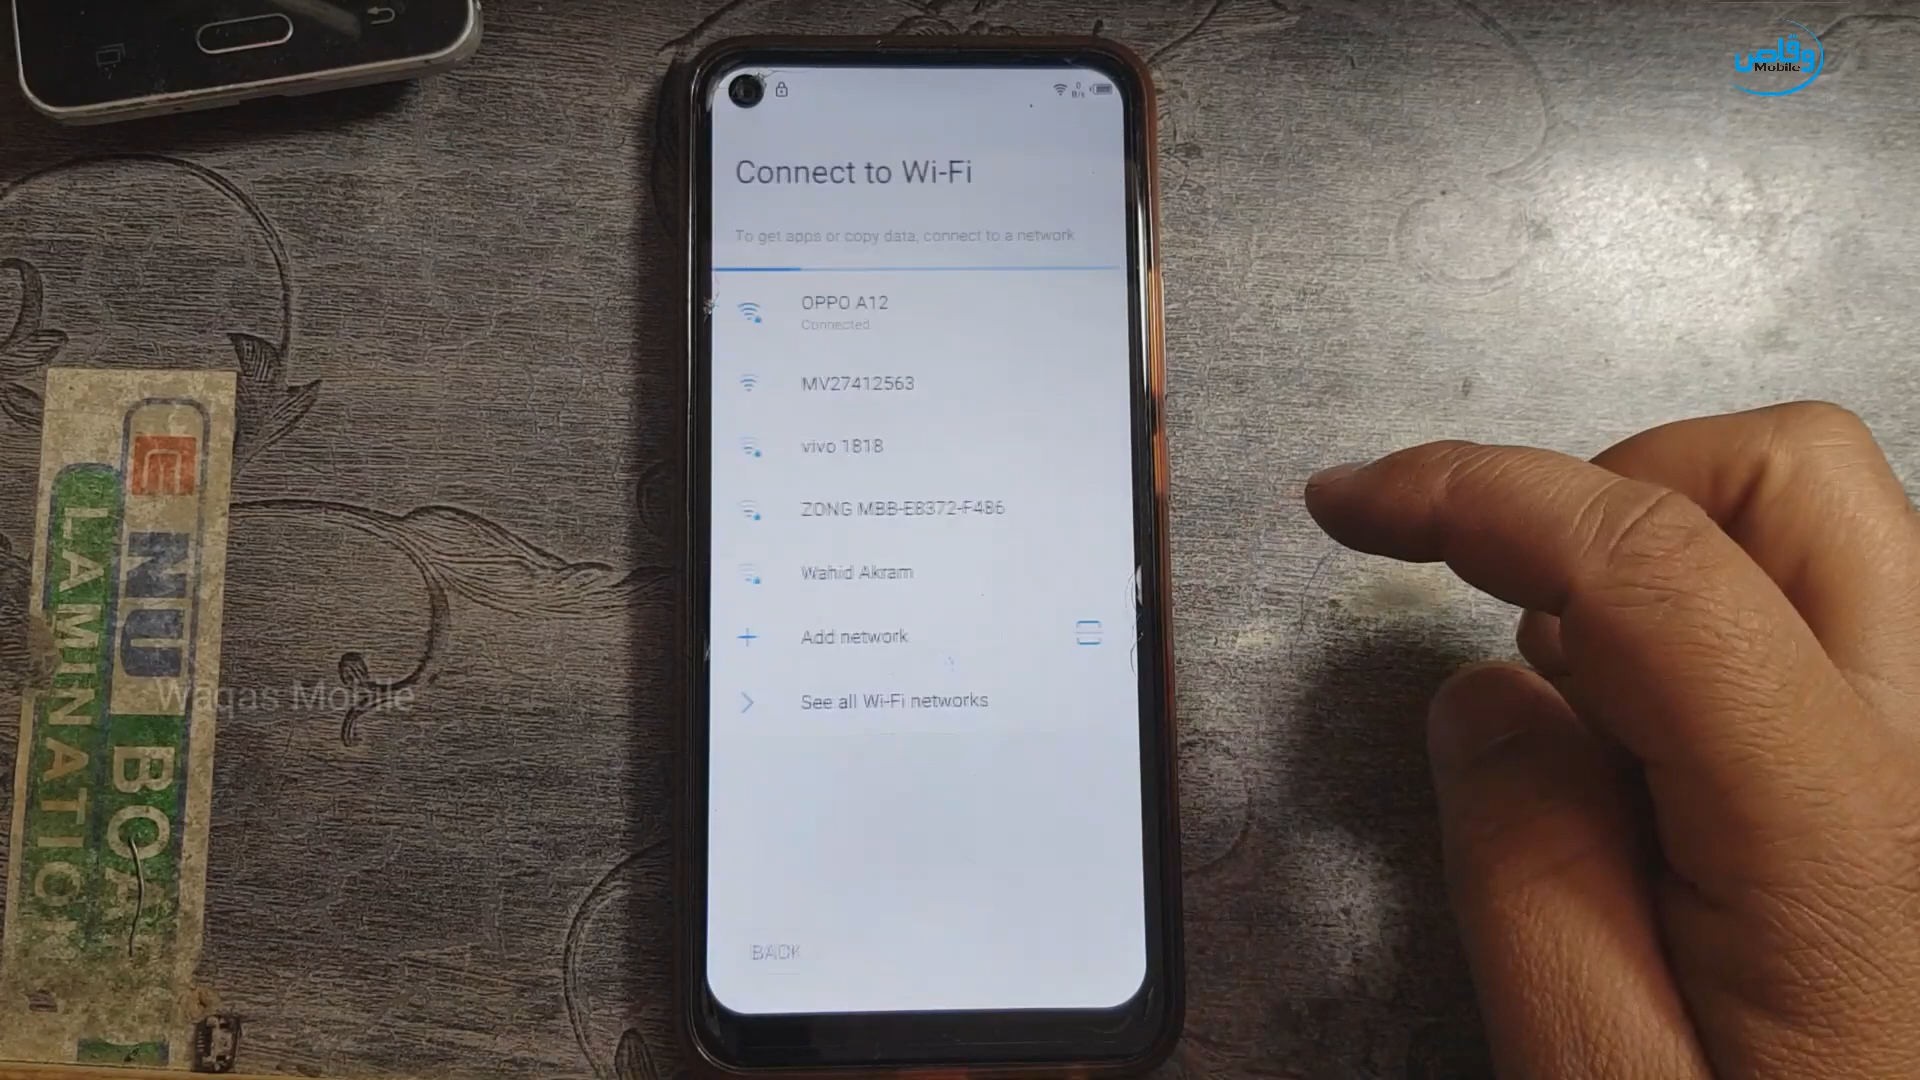 وقاص
Mobile
0
B/s
Connect to Wi-Fi
To get apps or copy data, connect to a network
OPPO A12
Connected
MV27412563
vivo 1818
ZONG MBB-E8372-F486
Wahid Akram
Add network
See all Wi-Fi networks
BACK
E NU BOA
LAMINATION
Waqas Mobile